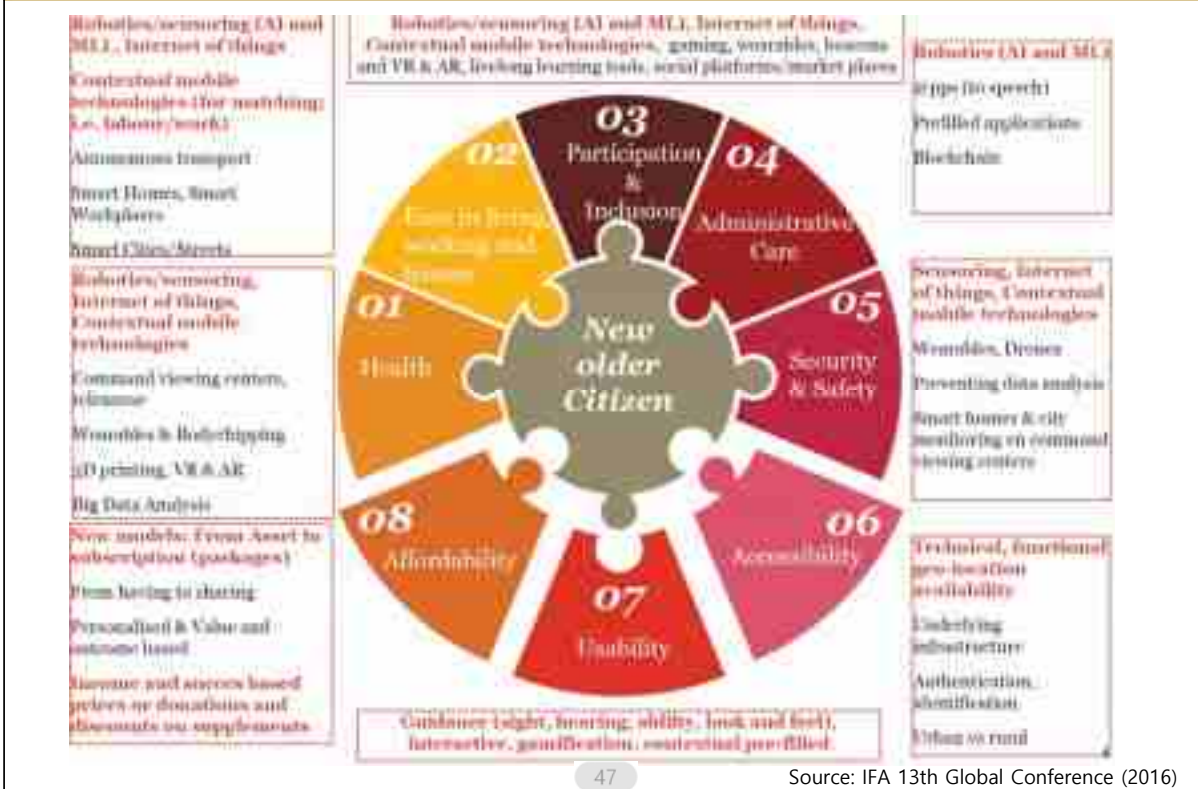 Robotics/sensoring (AI and
ML), Internet of things
Contextual mobile
technologies (for matching;
i.e. labour/work)
Autonomous transport
Smart Homes, Smart
Workplaces
Smart Cities/Streets
Robotics/sensoring,
Internet of things,
Contextual mobile
technologies
Command viewing centers,
Wearables & Bodychipping
3D printing, VR & AR
Big Data Analysis
New models: From Asset to
subscription (packages)
From having to sharing
Personalised & Value and
outcome based
Income and succes based
prices or donations and
discounts on supplements
Robotics/sensoring (AI and ML), Internet of things,
Contextual mobile technologies, gaming, wearables, beacons
and VR & AR, livelong learning tools, social platforms/market places
01
Health
02
Ease in living,
working and
03
Participation
&
Inclusion
04
Administrative
Care
05
Security
& Safety
06
Accessibility
07
Usability
08
Affordability
New
older
Citizen
Guidance (sight, hearing, ability, look and feel),
interactive, gamification, contextual pre-filled
Robotics (AI and ML)
(to speech)
Prefilled applications
Blockchain
Sensoring, Internet
of things, Contextual
mobile technologies
Wearables, Drones
Preventing data analysis
Smart homes & city
monitoring en command
viewing centers
Technical, functional,
geo-location
availability
Underlying
infrastructure
Authentication,
identification
Urban vs rural
47
Source: IFA 13th Global Conference (2016)